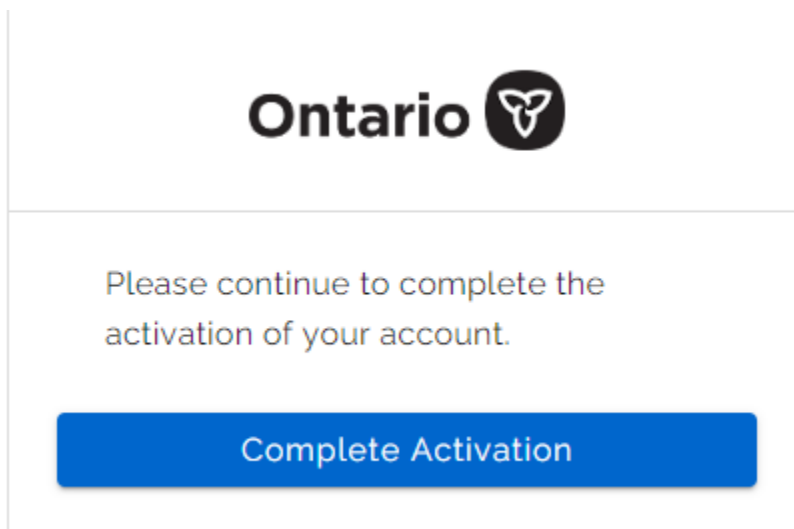 Ontario
Please continue to complete the
activation of your account.
Complete Activation